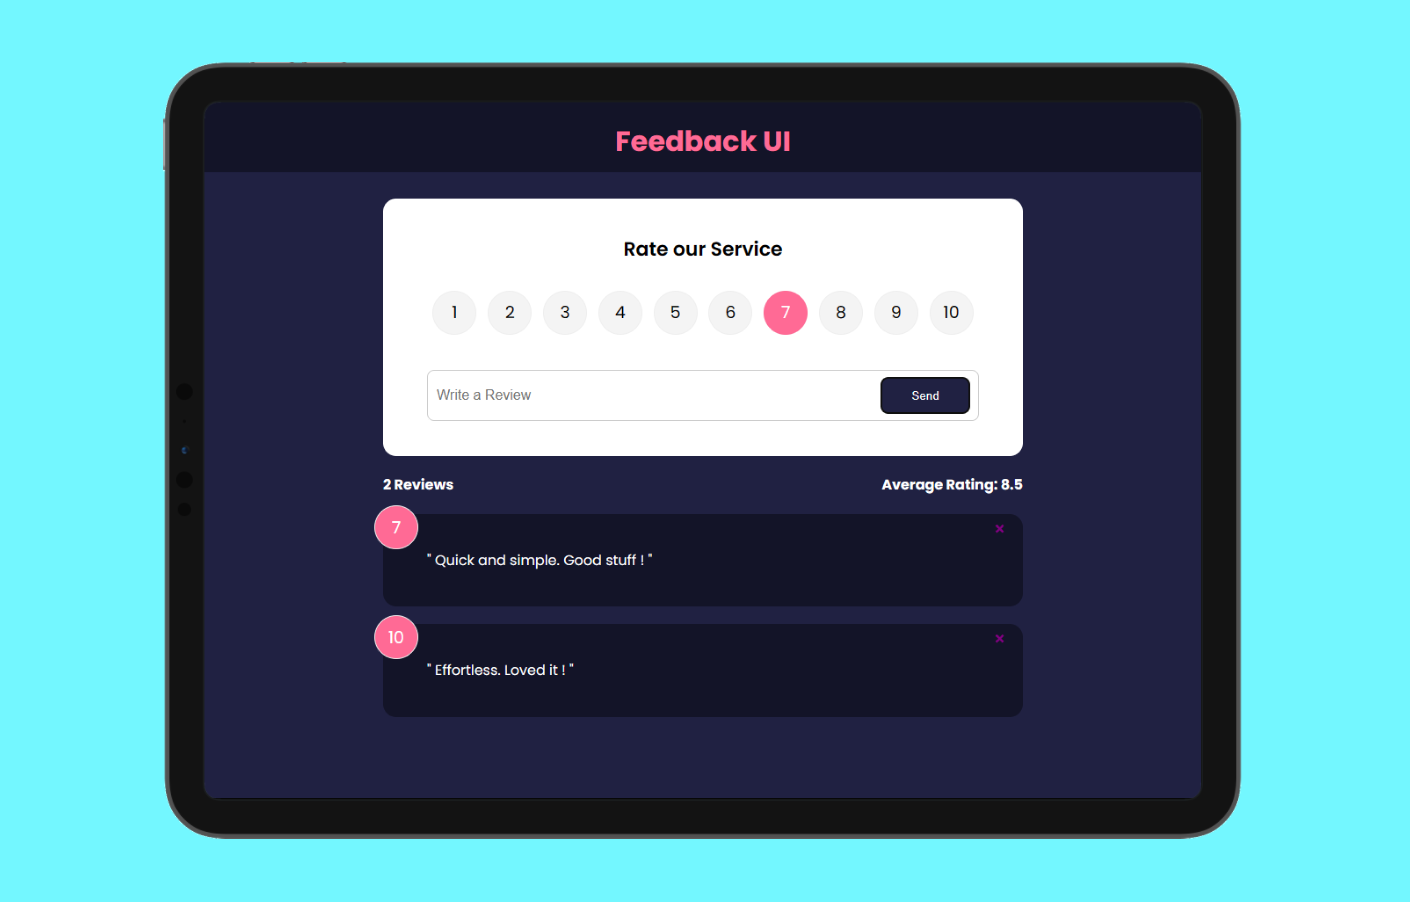 Feedback UI
Rate our Service
1 2 3 4 5 6 7 8 9 10
Write a Review Send
2 Reviews Average Rating: 8.5
7 ×
" Quick and simple. Good stuff ! "
10 ×
" Effortless. Loved it ! "